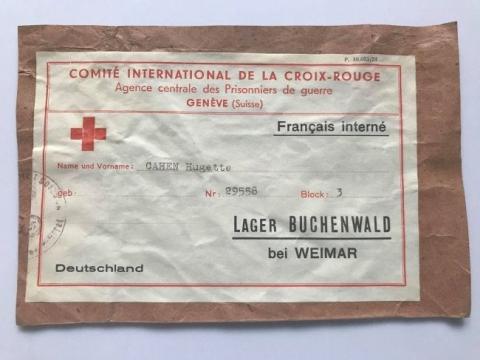 COMITÉ INTERNATIONAL DE LA CROIX-ROUGE
Agence centrale des Prisonniers de guerre
GENÈVE (Suisse)
Français interné
Name und Vorname: CAHEN Hugette
geb. Nr: 29558 Block: 3
LAGER BUCHENWALD
bei WEIMAR
Deutschland